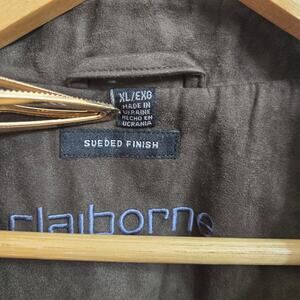 XL/EXG
MADE IN
UKRAINE
HECHO EN
UCRANIA
SUEDED FINISH
claiborne